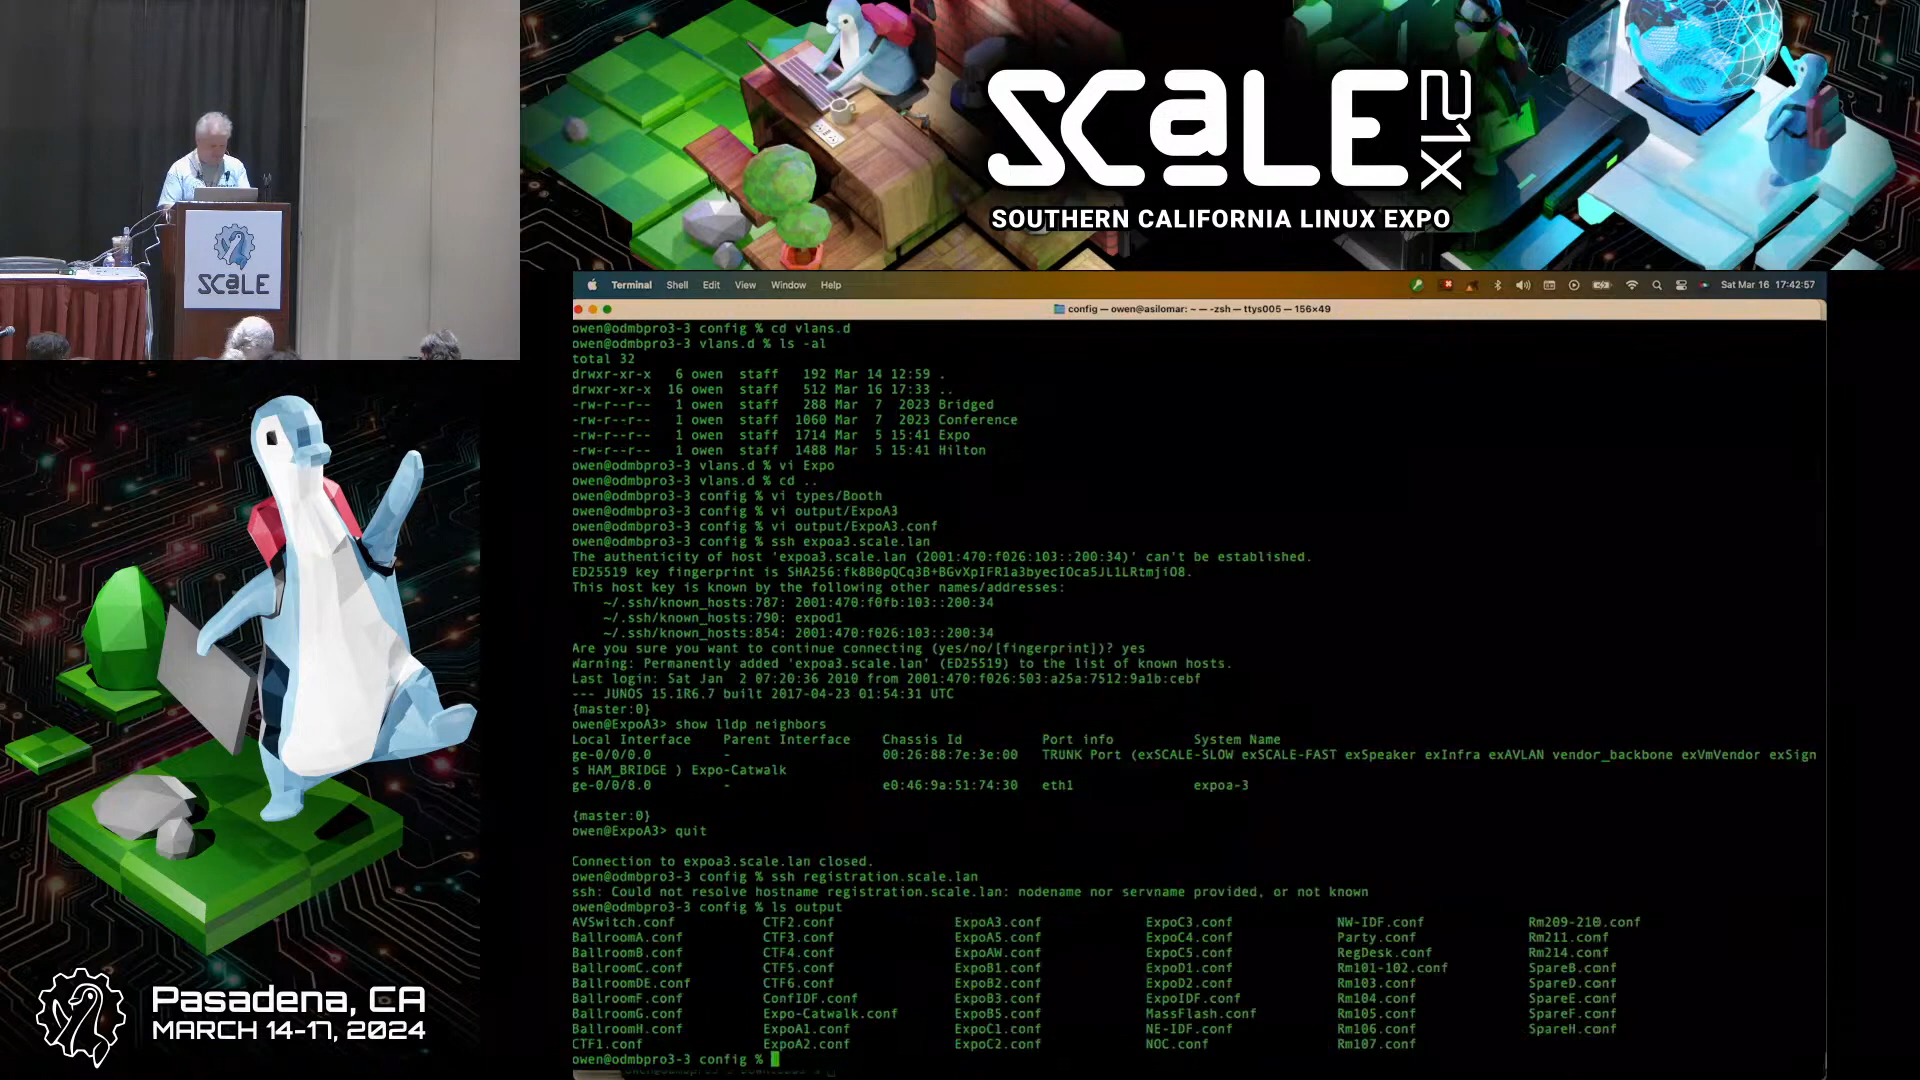 SCaLE 21X
SOUTHERN CALIFORNIA LINUX EXPO
SCaLE
Terminal Shell Edit View Window Help
Sat Mar 16 17:42:57
config — owen@asilomar: ~ — -zsh — ttys005 — 156×49
owen@odmbpro3-3 config % cd vlans.d
owen@odmbpro3-3 vlans.d % ls -al
total 32
drwxr-xr-x 6 owen staff 192 Mar 14 12:59 .
drwxr-xr-x 16 owen staff 512 Mar 16 17:33 ..
-rw-r--r-- 1 owen staff 288 Mar 7 2023 Bridged
-rw-r--r-- 1 owen staff 1060 Mar 7 2023 Conference
-rw-r--r-- 1 owen staff 1714 Mar 5 15:41 Expo
-rw-r--r-- 1 owen staff 1488 Mar 5 15:41 Hilton
owen@odmbpro3-3 vlans.d % vi Expo
owen@odmbpro3-3 vlans.d % cd ..
owen@odmbpro3-3 config % vi types/Booth
owen@odmbpro3-3 config % vi output/ExpoA3
owen@odmbpro3-3 config % vi output/ExpoA3.conf
owen@odmbpro3-3 config % ssh expoa3.scale.lan
The authenticity of host 'expoa3.scale.lan (2001:470:f026:103::200:34)' can't be established.
ED25519 key fingerprint is SHA256:fk8B0pQCq3B+BGvXpIFR1a3byecIOca5JL1LRtmjiO8.
This host key is known by the following other names/addresses:
~/.ssh/known_hosts:787: 2001:470:f0fb:103::200:34
~/.ssh/known_hosts:790: expod1
~/.ssh/known_hosts:854: 2001:470:f026:103::200:34
Are you sure you want to continue connecting (yes/no/[fingerprint])? yes
Warning: Permanently added 'expoa3.scale.lan' (ED25519) to the list of known hosts.
Last login: Sat Jan 2 07:20:36 2010 from 2001:470:f026:503:a25a:7512:9a1b:cebf
--- JUNOS 15.1R6.7 built 2017-04-23 01:54:31 UTC
{master:0}
owen@ExpoA3> show lldp neighbors
Local Interface Parent Interface Chassis Id Port info System Name
ge-0/0/0.0 - 00:26:88:7e:3e:00 TRUNK Port (exSCALE-SLOW exSCALE-FAST exSpeaker exInfra exAVLAN vendor_backbone exVmVendor exSign
s HAM_BRIDGE ) Expo-Catwalk
ge-0/0/8.0 - e0:46:9a:51:74:30 eth1 expoa-3
{master:0}
owen@ExpoA3> quit
Connection to expoa3.scale.lan closed.
owen@odmbpro3-3 config % ssh registration.scale.lan
ssh: Could not resolve hostname registration.scale.lan: nodename nor servname provided, or not known
owen@odmbpro3-3 config % ls output
AVSwitch.conf CTF2.conf ExpoA3.conf ExpoC3.conf NW-IDF.conf Rm209-210.conf
BallroomA.conf CTF3.conf ExpoA5.conf ExpoC4.conf Party.conf Rm211.conf
BallroomB.conf CTF4.conf ExpoAW.conf ExpoC5.conf RegDesk.conf Rm214.conf
BallroomC.conf CTF5.conf ExpoB1.conf ExpoD1.conf Rm101-102.conf SpareB.conf
BallroomDE.conf CTF6.conf ExpoB2.conf ExpoD2.conf Rm103.conf SpareD.conf
BallroomF.conf ConfIDF.conf ExpoB3.conf ExpoIDF.conf Rm104.conf SpareE.conf
BallroomG.conf Expo-Catwalk.conf ExpoB5.conf MassFlash.conf Rm105.conf SpareF.conf
BallroomH.conf ExpoA1.conf ExpoC1.conf NE-IDF.conf Rm106.conf SpareH.conf
CTF1.conf ExpoA2.conf ExpoC2.conf NOC.conf Rm107.conf
owen@odmbpro3-3 config %
Pasadena, CA
MARCH 14-17, 2024